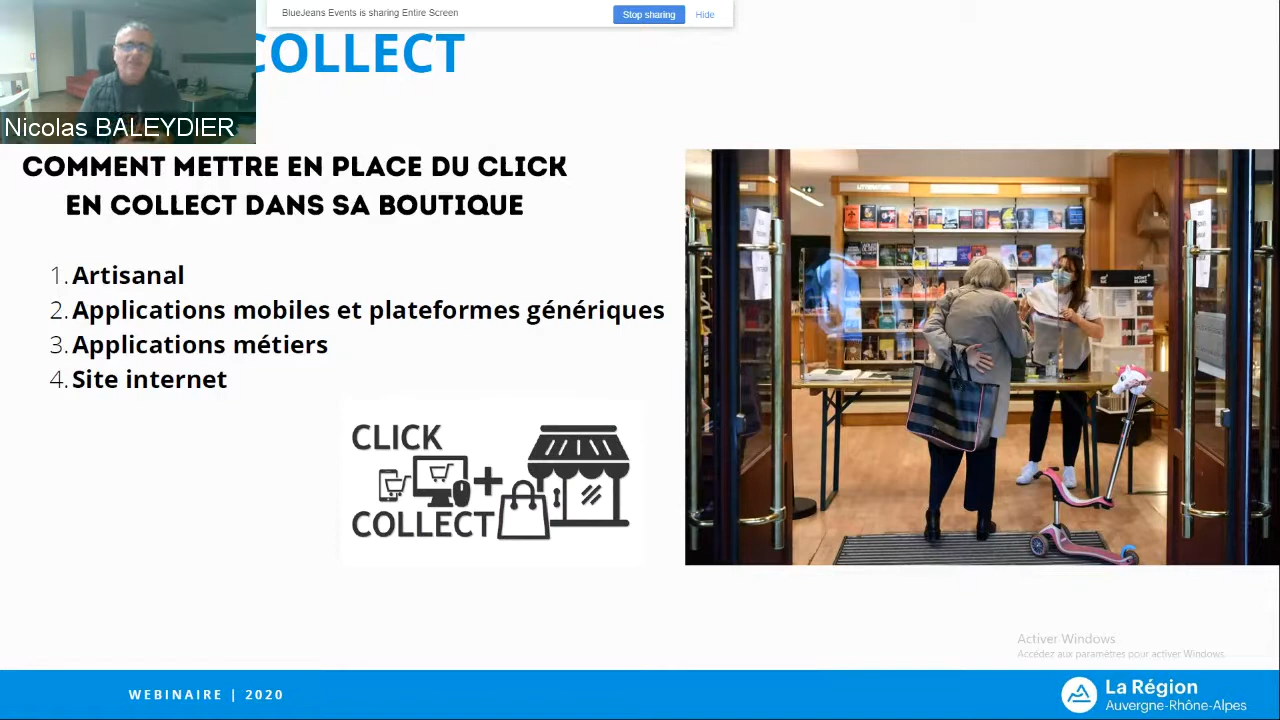 BlueJeans Events is sharing Entire Screen
Stop sharing
Hide
COLLECT
Nicolas BALEYDIER
COMMENT METTRE EN PLACE DU CLICK
EN COLLECT DANS SA BOUTIQUE
1. Artisanal
2. Applications mobiles et plateformes génériques
3. Applications métiers
4. Site internet
CLICK
+
COLLECT
MONT
BLANC
Activer Windows
Accédez aux paramètres pour activer Windows.
WEBINAIRE | 2020
La Région
Auvergne-Rhône-Alpes